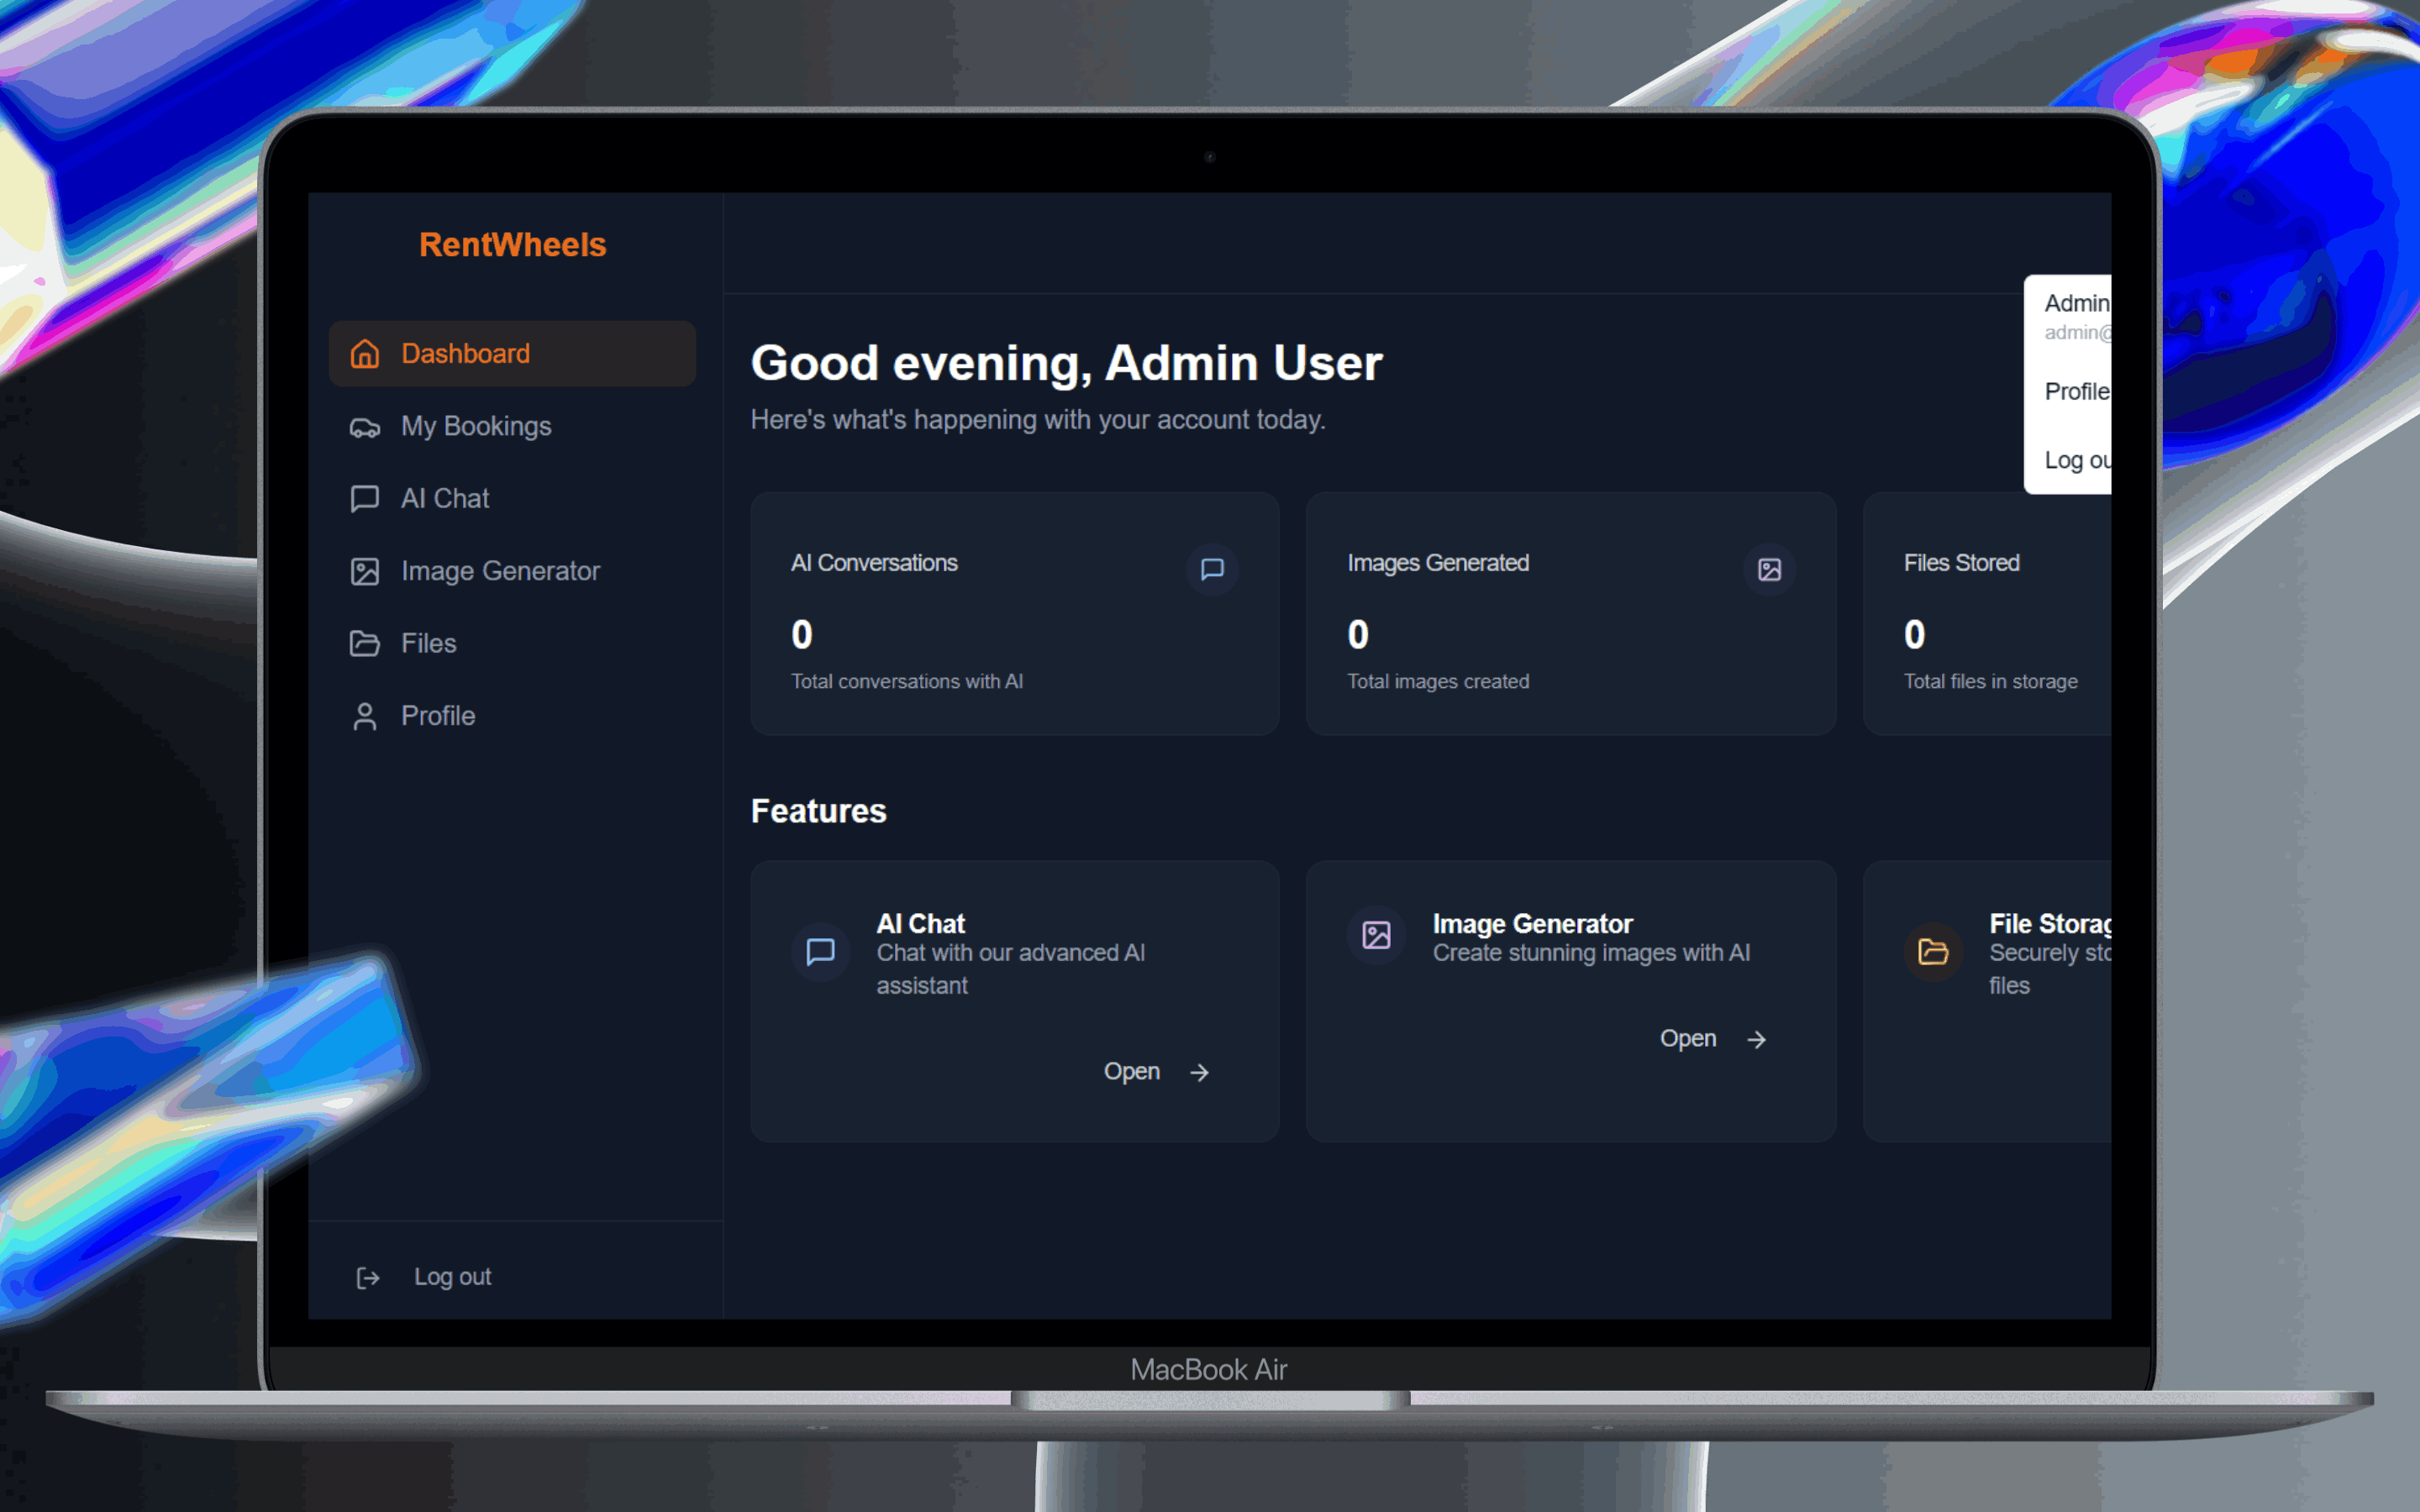 RentWheels
Dashboard
My Bookings
AI Chat
Image Generator
Files
Profile
Log out
Admin
admin@
Profile
Log ou
Good evening, Admin User
Here's what's happening with your account today.
AI Conversations
0
Total conversations with AI
Images Generated
0
Total images created
Files Stored
0
Total files in storage
Features
AI Chat
Chat with our advanced AI
assistant
Open
Image Generator
Create stunning images with AI
Open
File Storag
Securely sto
files
MacBook Air